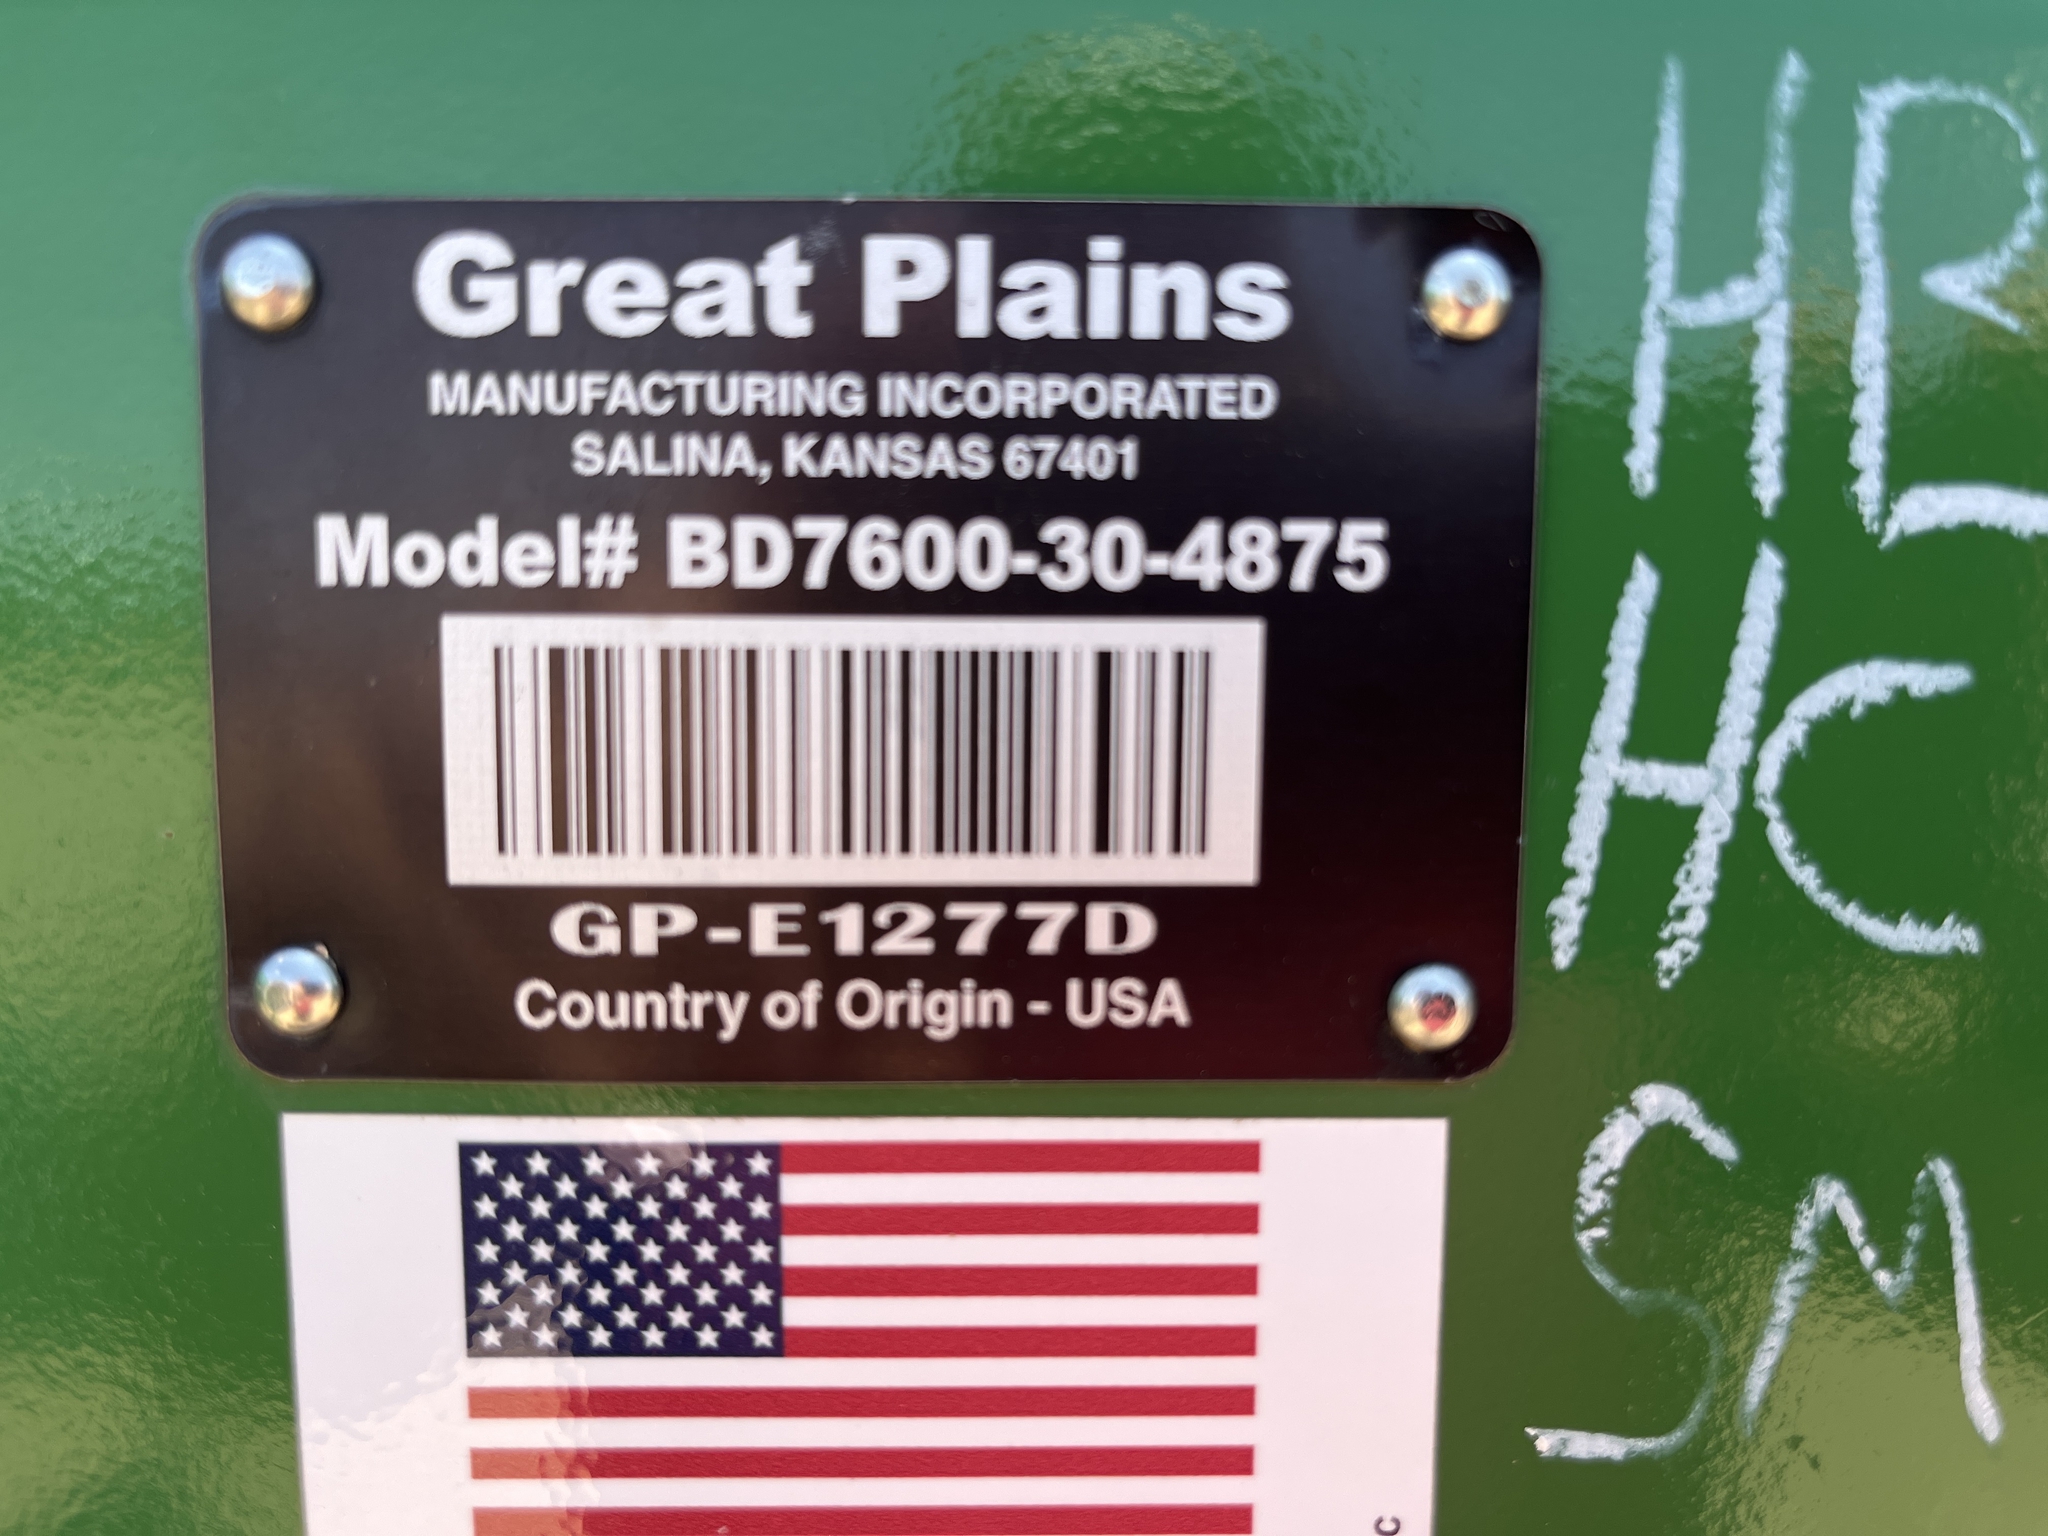 Great Plains
MANUFACTURING INCORPORATED
SALINA, KANSAS 67401
Model# BD7600-30-4875
GP-E1277D
Country of Origin - USA
HC
SM
C